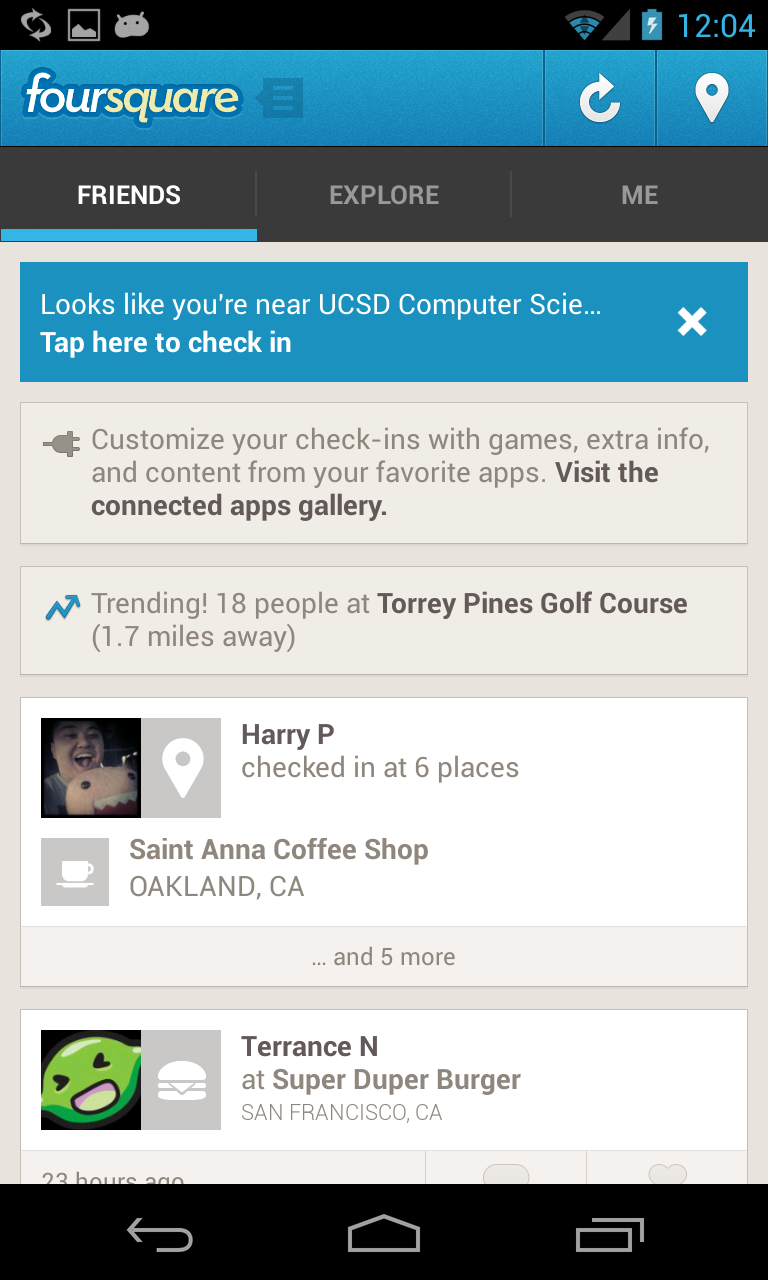 12:04
foursquare
FRIENDS
EXPLORE
ME
Looks like you're near UCSD Computer Scie...
Tap here to check in
Customize your check-ins with games, extra info,
and content from your favorite apps. Visit the
connected apps gallery.
Trending! 18 people at Torrey Pines Golf Course
(1.7 miles away)
Harry P
checked in at 6 places
Saint Anna Coffee Shop
OAKLAND, CA
... and 5 more
Terrance N
at Super Duper Burger
SAN FRANCISCO, CA
23 hours ago